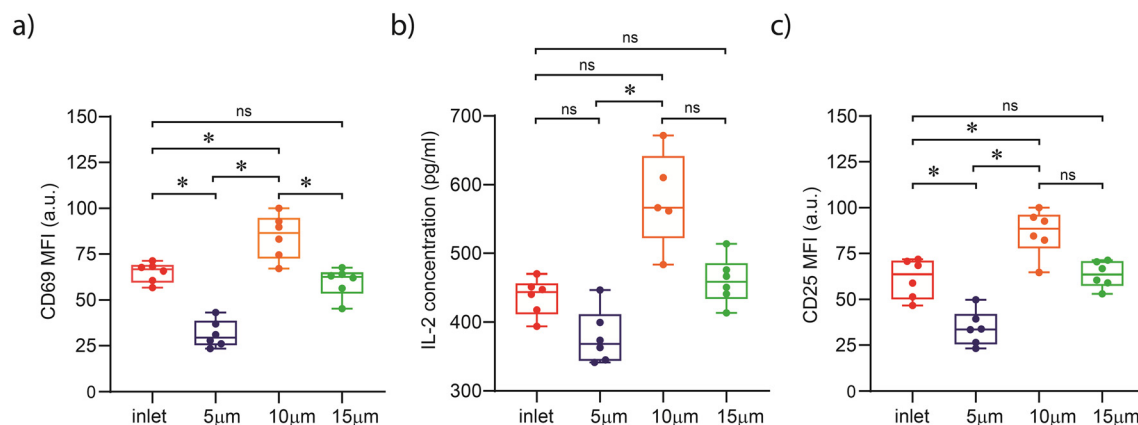 a)
CD69 MFI (a.u.)
150
125
100
75
50
25
0
ns
*
*
*
*
inlet 5μm 10μm 15μm
b)
IL-2 concentration (pg/ml)
700
600
500
400
300
ns
ns
*
ns
ns
inlet 5μm 10μm 15μm
c)
CD25 MFI (a.u.)
150
125
100
75
50
25
0
ns
*
*
*
ns
inlet 5μm 10μm 15μm